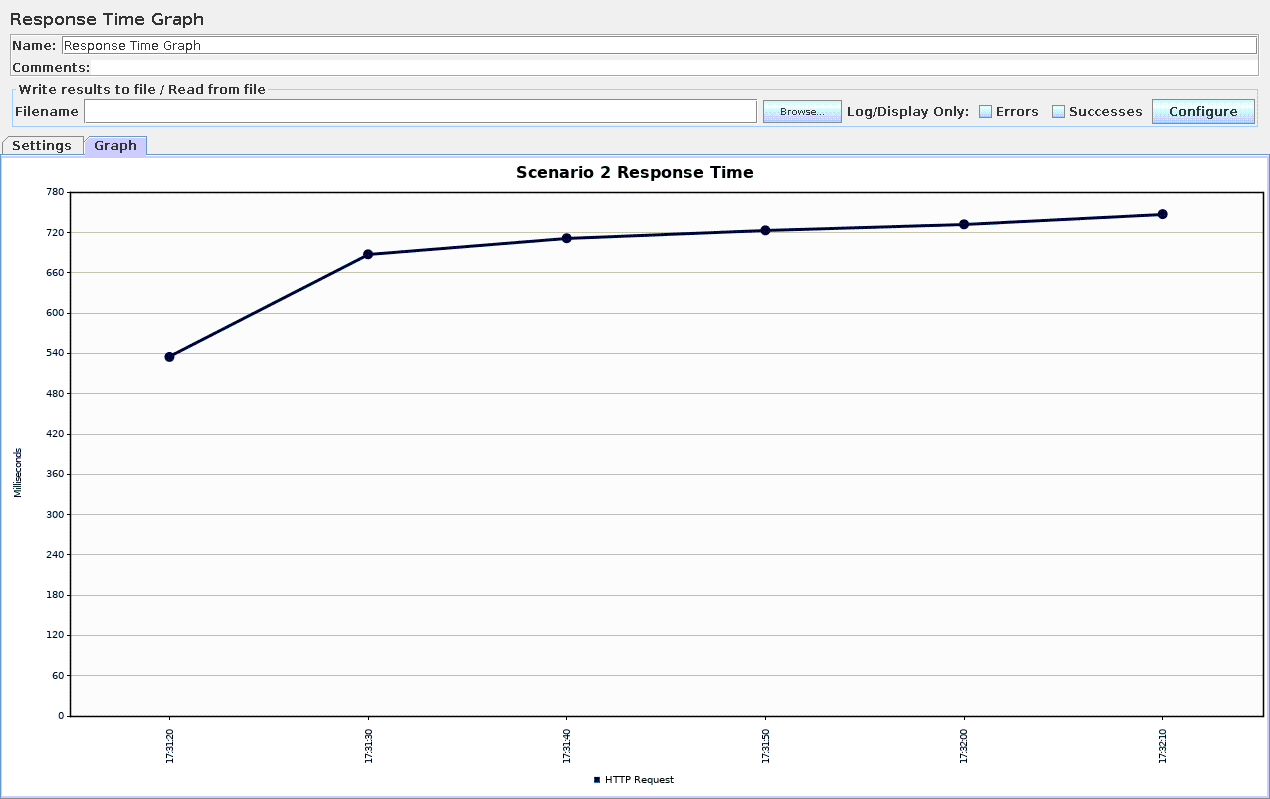 Response Time Graph
Name: Response Time Graph
Comments:
Write results to file / Read from file
Filename Browse... Log/Display Only: Errors Successes Configure
Settings Graph
Scenario 2 Response Time
780
720
660
600
540
480
420
360
300
240
180
120
60
0
Milliseconds
17:31:20 17:31:30 17:31:40 17:31:50 17:32:00 17:32:10
HTTP Request